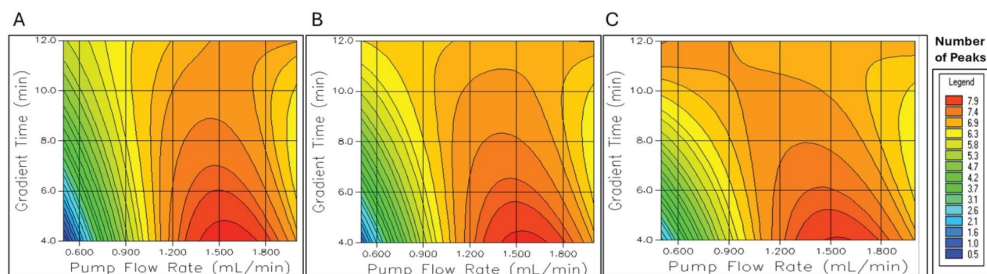 A
B
C
12.0
10.0
8.0
6.0
4.0
Gradient Time (min)
0.600 0.900 1.200 1.500 1.800
Pump Flow Rate (mL/min)
12.0
10.0
8.0
6.0
4.0
Gradient Time (min)
0.600 0.900 1.200 1.500 1.800
Pump Flow Rate (mL/min)
12.0
10.0
8.0
6.0
4.0
Gradient Time (min)
0.600 0.900 1.200 1.500 1.800
Pump Flow Rate (mL/min)
Number
of Peaks
Legend
7.9
7.4
6.9
6.3
5.8
5.3
4.7
4.2
3.7
3.1
2.6
2.1
1.6
1.0
0.5